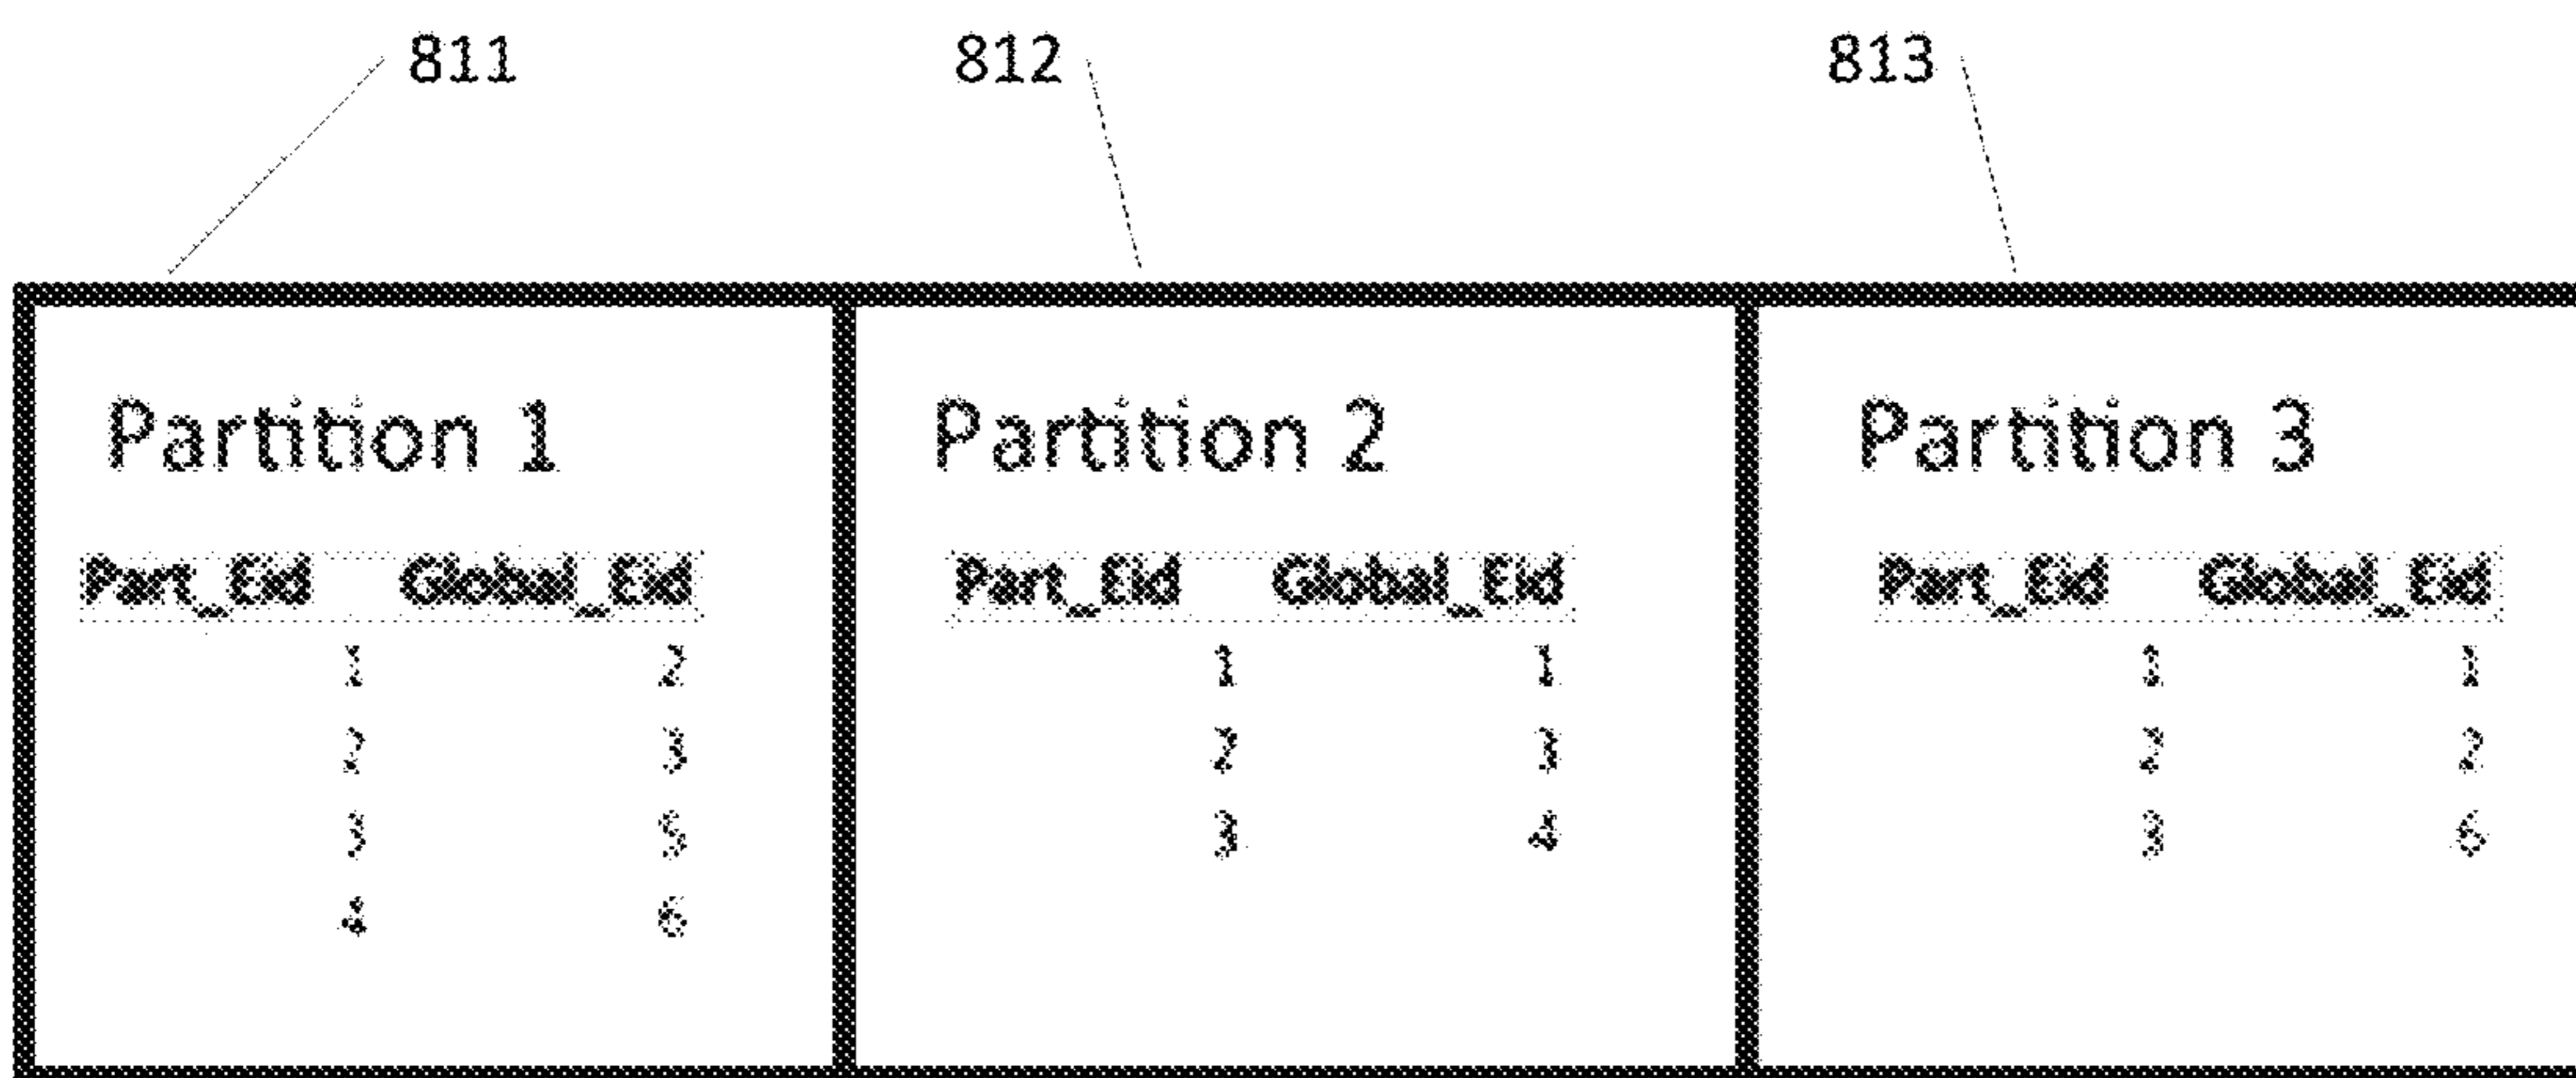 811 812 813
Partition 1 Partition 2 Partition 3
Part_Eid Global_Eid Part_Eid Global_Eid Part_Eid Global_Eid
1 2 1 1 1 1
2 3 2 3 2 2
3 5 3 4 3 6
4 6